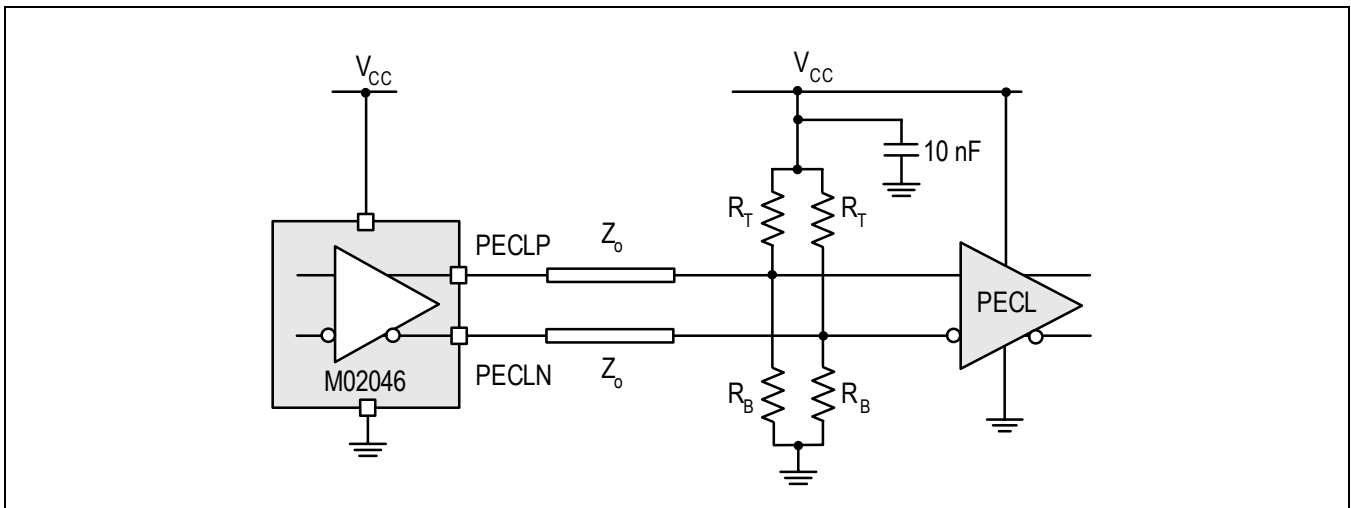 V_CC
V_CC
10 nF
R_T
R_T
PECLP
Z_o
PECL
M02046
PECLN
Z_o
R_B
R_B